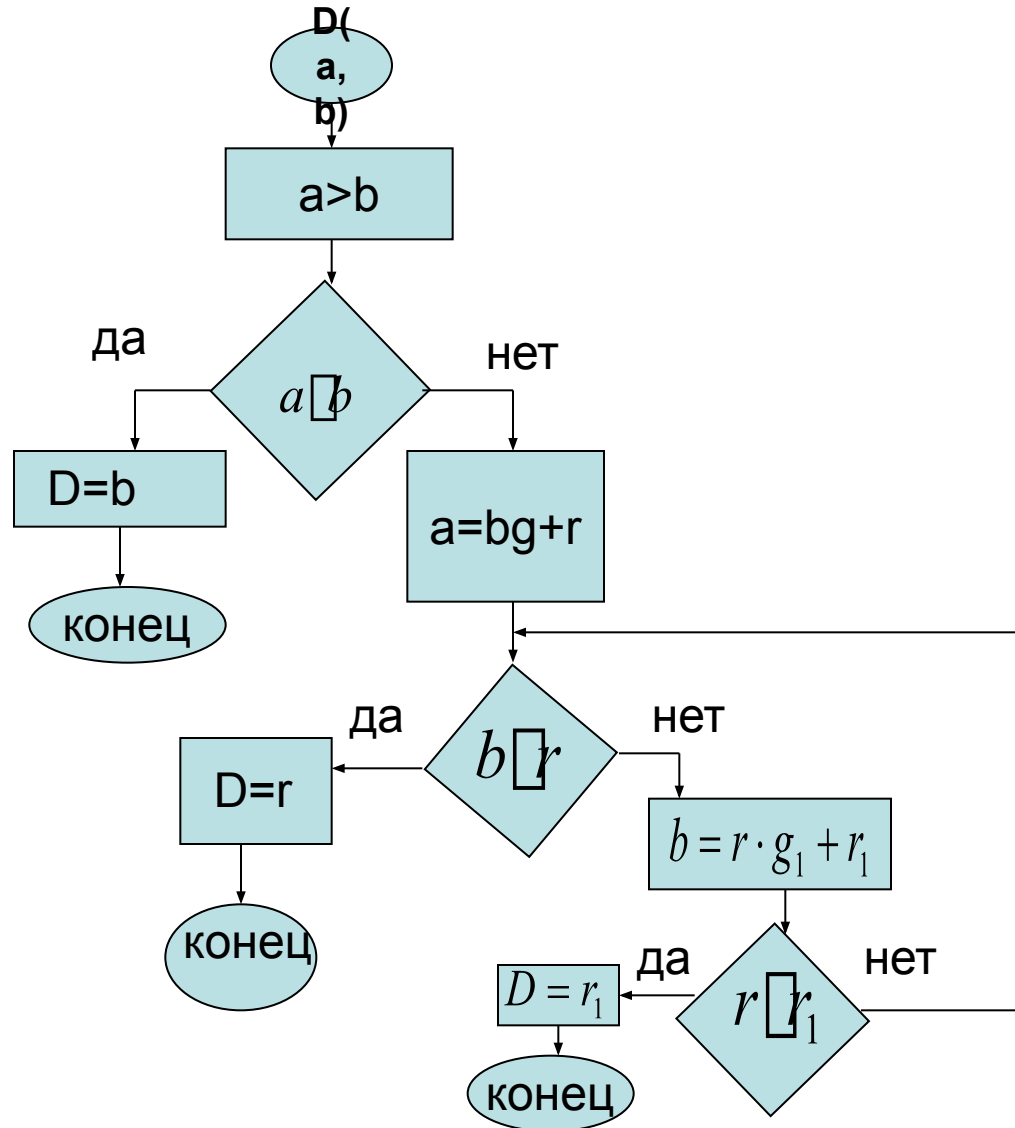 D(
a,
b)
a>b
да
нет
a▯b
D=b
a=bg+r
конец
да
нет
b▯r
D=r
b = r · g₁ + r₁
конец
да
нет
D = r₁
r▯r₁
конец